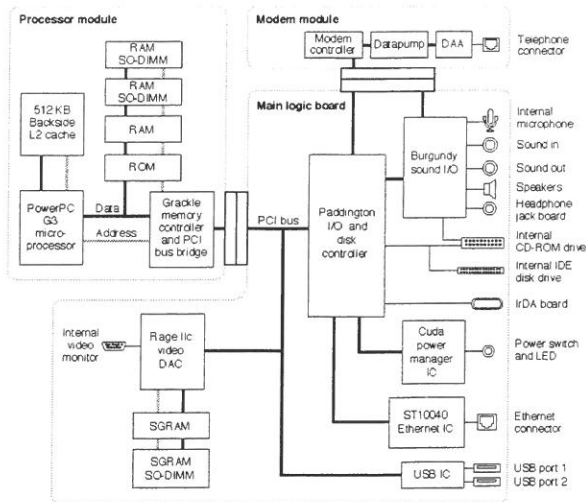 Processor module
RAM
SO-DIMM
RAM
SO-DIMM
RAM
ROM
512 KB
Backside
L2 cache
PowerPC
G3
micro-
processor
Data
Address
Grackle
memory
controller
and PCI
bus bridge
Modem module
Modem
controller
Datapump
DAA
Telephone
connector
Main logic board
PCI bus
Paddington
I/O and
disk
controller
Burgundy
sound I/O
Internal
microphone
Sound in
Sound out
Speakers
Headphone
jack board
Internal
CD-ROM drive
Internal IDE
disk drive
IrDA board
Cuda
power
manager
IC
Power switch
and LED
ST10040
Ethernet IC
Ethernet
connector
USB IC
USB port 1
USB port 2
Internal
video
monitor
Rage IIc
video
DAC
SGRAM
SGRAM
SO-DIMM